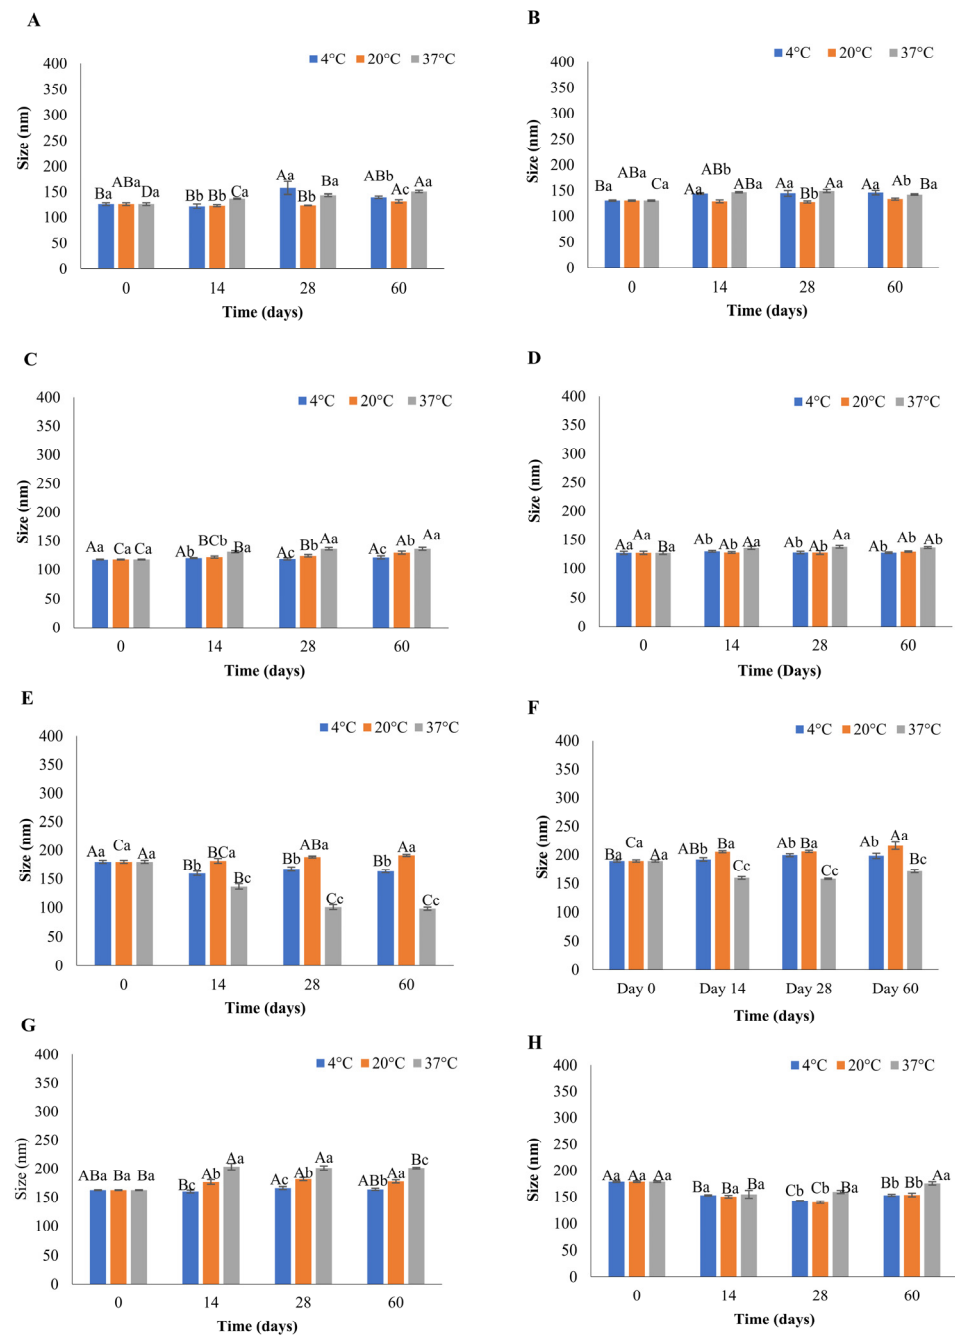 A
4°C 20°C 37°C
400
350
300
250
200
150
100
50
0
Size (nm)
Ba ABa Da
Bb Bb Ca
Aa Bb Ba
ABb Ac Aa
0 14 28 60
Time (days)
B
4°C 20°C 37°C
400
350
300
250
200
150
100
50
0
Size (nm)
Ba ABa Ca
Aa ABb ABa
Aa Bb Aa
Aa Ab Ba
0 14 28 60
Time (days)
C
4°C 20°C 37°C
400
350
300
250
200
150
100
50
0
Size (nm)
Aa Ca Ca
Ab BCb Ba
Ac Bb Aa
Ac Ab Aa
0 14 28 60
Time (days)
D
4°C 20°C 37°C
400
350
300
250
200
150
100
50
0
Size (nm)
Aa Aa Ba
Ab Ab Aa
Ab Ab Aa
Ab Ab Ab
0 14 28 60
Time (Days)
E
4°C 20°C 37°C
400
350
300
250
200
150
100
50
0
Size (nm)
Aa Ca Aa
Bb BCa Bc
Bb ABa Cc
Bb Aa Cc
0 14 28 60
Time (days)
F
4°C 20°C 37°C
400
350
300
250
200
150
100
50
0
Size (nm)
Ba Ca Aa
ABb Ba Cc
Ab Ba Cc
Ab Aa Bc
Day 0 Day 14 Day 28 Day 60
Time (days)
G
4°C 20°C 37°C
400
350
300
250
200
150
100
50
0
Size (nm)
ABa Ba Ba
Bc Ab Aa
Ac Ab Aa
ABb Aa Bc
0 14 28 60
Time (days)
H
4°C 20°C 37°C
400
350
300
250
200
150
100
50
0
Size (nm)
Aa Aa Aa
Ba Ba Ba
Cb Cb Ba
Bb Bb Aa
0 14 28 60
Time (days)